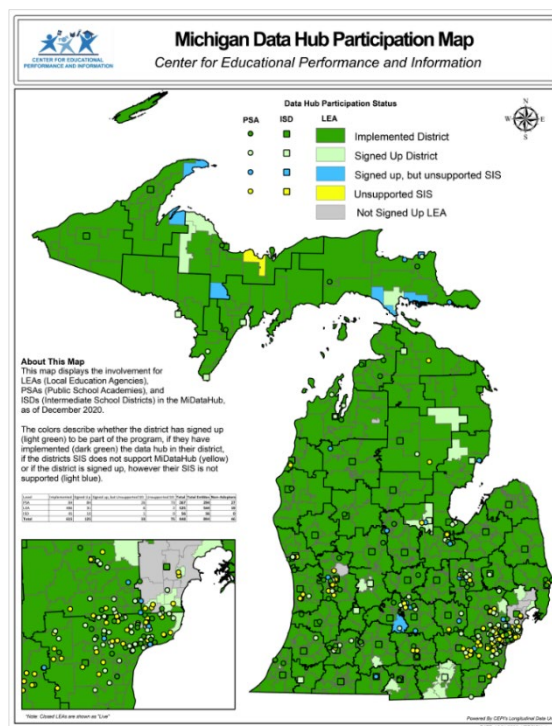 Michigan Data Hub Participation Map
Center for Educational Performance and Information
CENTER FOR EDUCATIONAL
PERFORMANCE AND INFORMATION
Data Hub Participation Status
PSA ISD LEA
Implemented District
Signed Up District
Signed up, but unsupported SIS
Unsupported SIS
Not Signed Up LEA
N
W E
S
About This Map
This map displays the involvement for
LEAs (Local Education Agencies),
PSAs (Public School Academies), and
ISDs (Intermediate School Districts) in the MiDataHub,
as of December 2020.
The colors describe whether the district has signed up
(light green) to be part of the program, if they have
implemented (dark green) the data hub in their district,
if the districts SIS does not support MiDataHub (yellow)
or if the district is signed up, however their SIS is not
supported (light blue).
Total
*Note: Closed LEAs are shown as "Live"
Powered By CEPI's Longitudinal Data